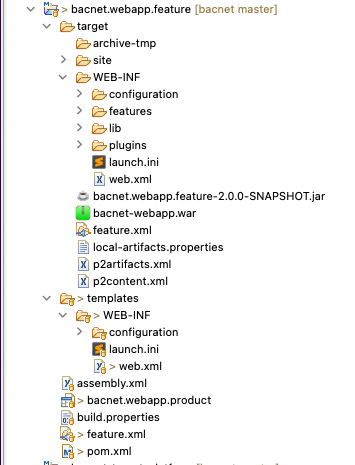 > bacnet.webapp.feature [bacnet master]
target
archive-tmp
site
WEB-INF
configuration
features
lib
plugins
launch.ini
web.xml
bacnet.webapp.feature-2.0.0-SNAPSHOT.jar
bacnet-webapp.war
feature.xml
local-artifacts.properties
p2artifacts.xml
p2content.xml
> templates
> WEB-INF
configuration
launch.ini
> web.xml
assembly.xml
> bacnet.webapp.product
build.properties
> feature.xml
> pom.xml